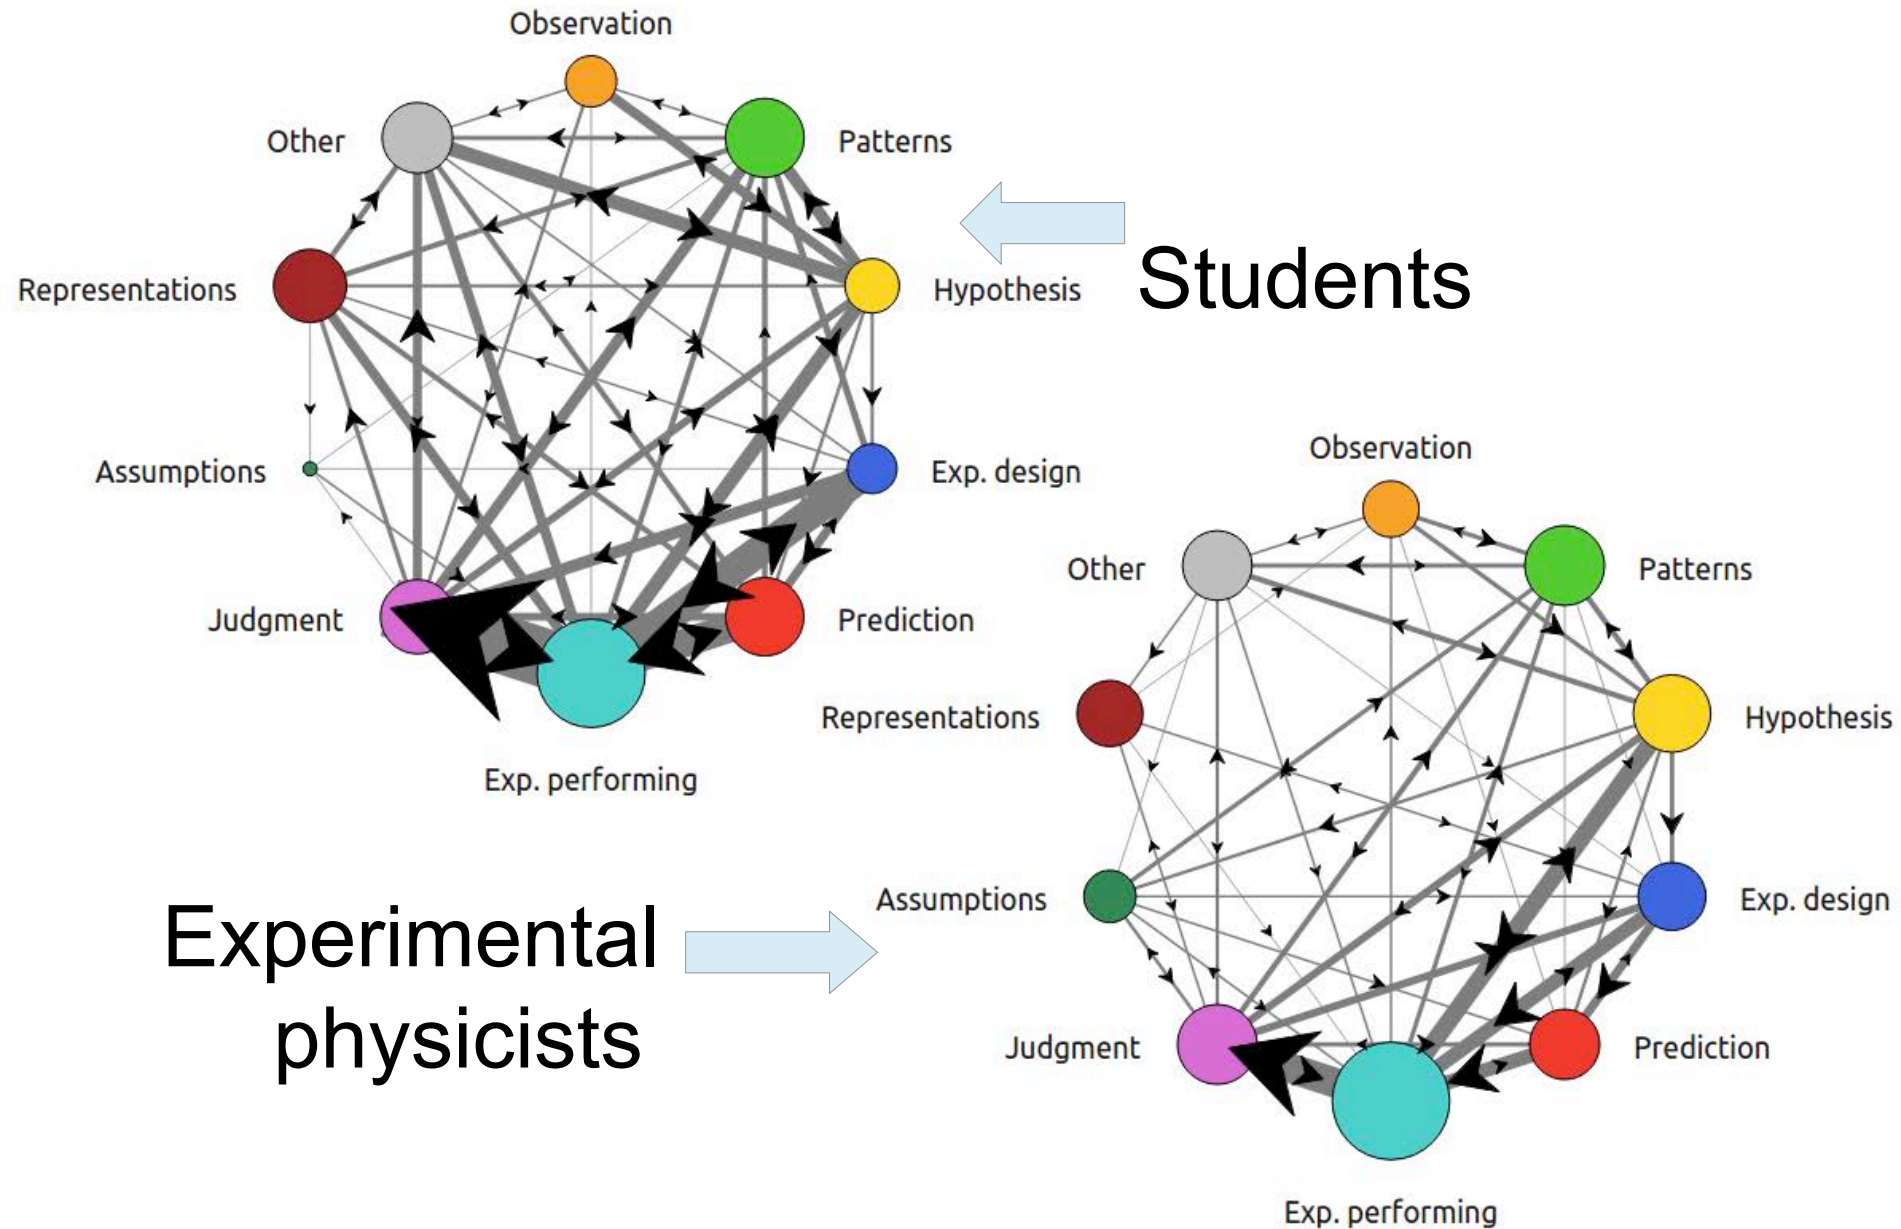 Observation
Other
Patterns
Representations
Hypothesis
Students
Assumptions
Exp. design
Judgment
Prediction
Exp. performing
Observation
Other
Patterns
Representations
Hypothesis
Experimental
physicists
Assumptions
Exp. design
Judgment
Prediction
Exp. performing